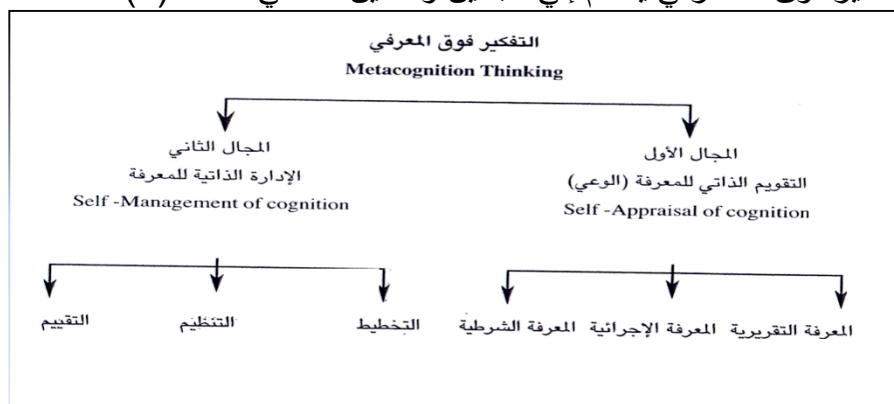 التفكير فوق المعرفي
Metacognition Thinking
المجال الأول
التقويم الذاتي للمعرفة (الوعي)
Self -Appraisal of cognition
المجال الثاني
الإدارة الذاتية للمعرفة
Self -Management of cognition
المعرفة التقريرية
المعرفة الإجرائية
المعرفة الشرطية
التخطيط
التنظيم
التقييم